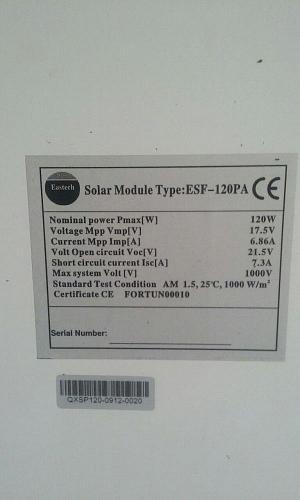 Eastech
Solar Module Type:ESF-120PA CE
Nominal power Pmax[W] 120W
Voltage Mpp Vmp[V] 17.5V
Current Mpp Imp[A] 6.86A
Volt Open circuit Voc[V] 21.5V
Short circuit current Isc[A] 7.3A
Max system Volt [V] 1000V
Standard Test Condition AM 1.5, 25℃, 1000 W/m²
Certificate CE FORTUN00010
Serial Number:
QXSP120-0912-0020